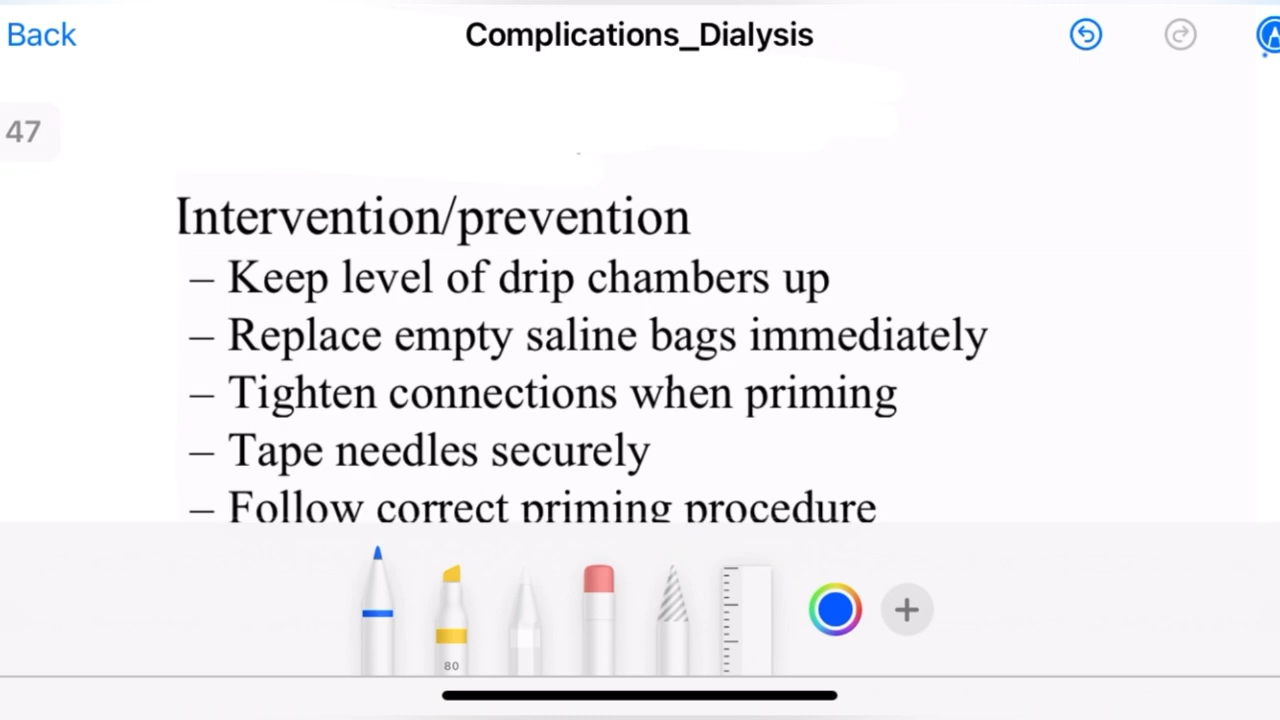 Back
Complications_Dialysis
47
Intervention/prevention
– Keep level of drip chambers up
– Replace empty saline bags immediately
– Tighten connections when priming
– Tape needles securely
– Follow correct priming procedure
80